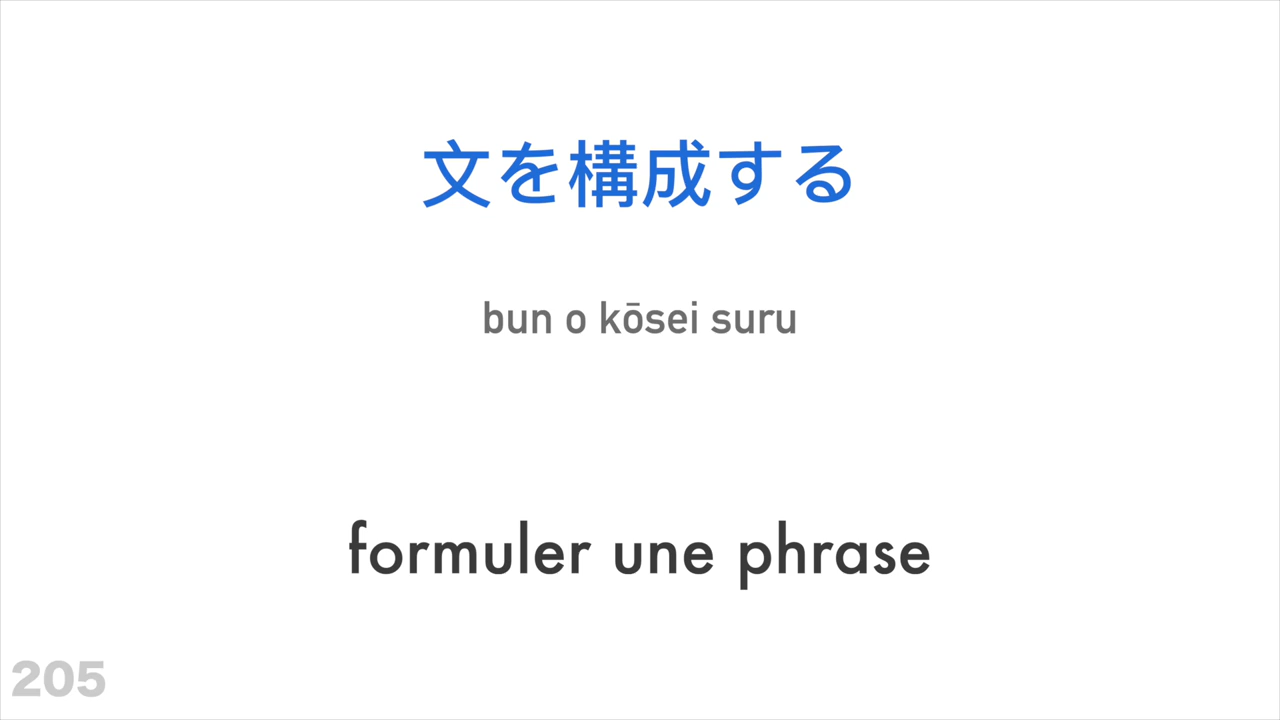 文を構成する
bun o kōsei suru
formuler une phrase
205